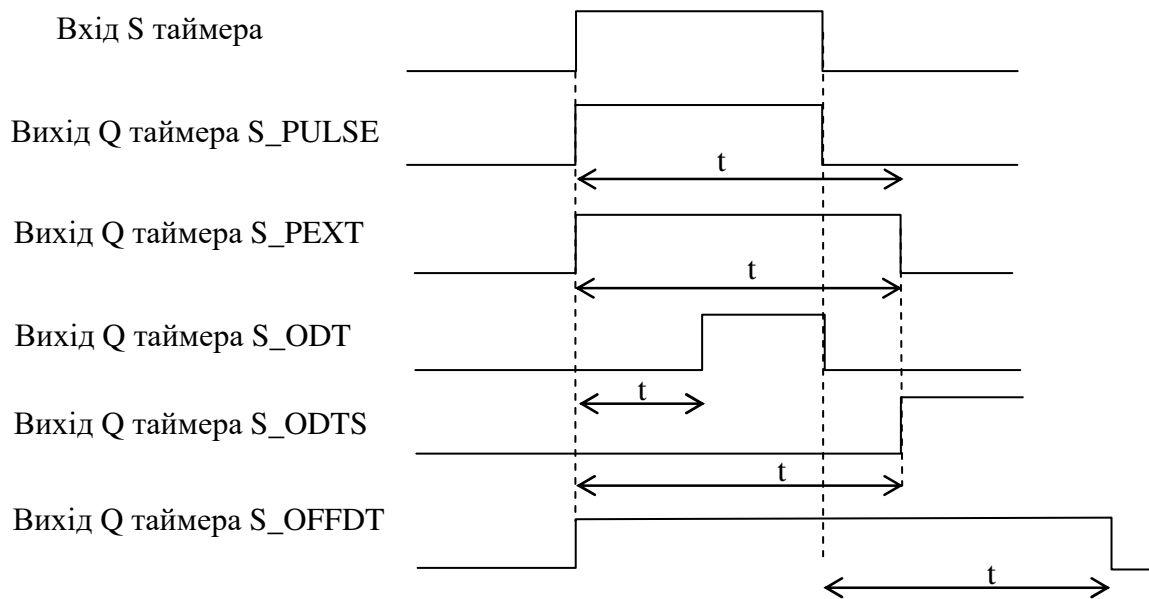 Вхід S таймера
Вихід Q таймера S_PULSE
t
Вихід Q таймера S_PEXT
t
Вихід Q таймера S_ODT
t
Вихід Q таймера S_ODTS
t
Вихід Q таймера S_OFFDT
t